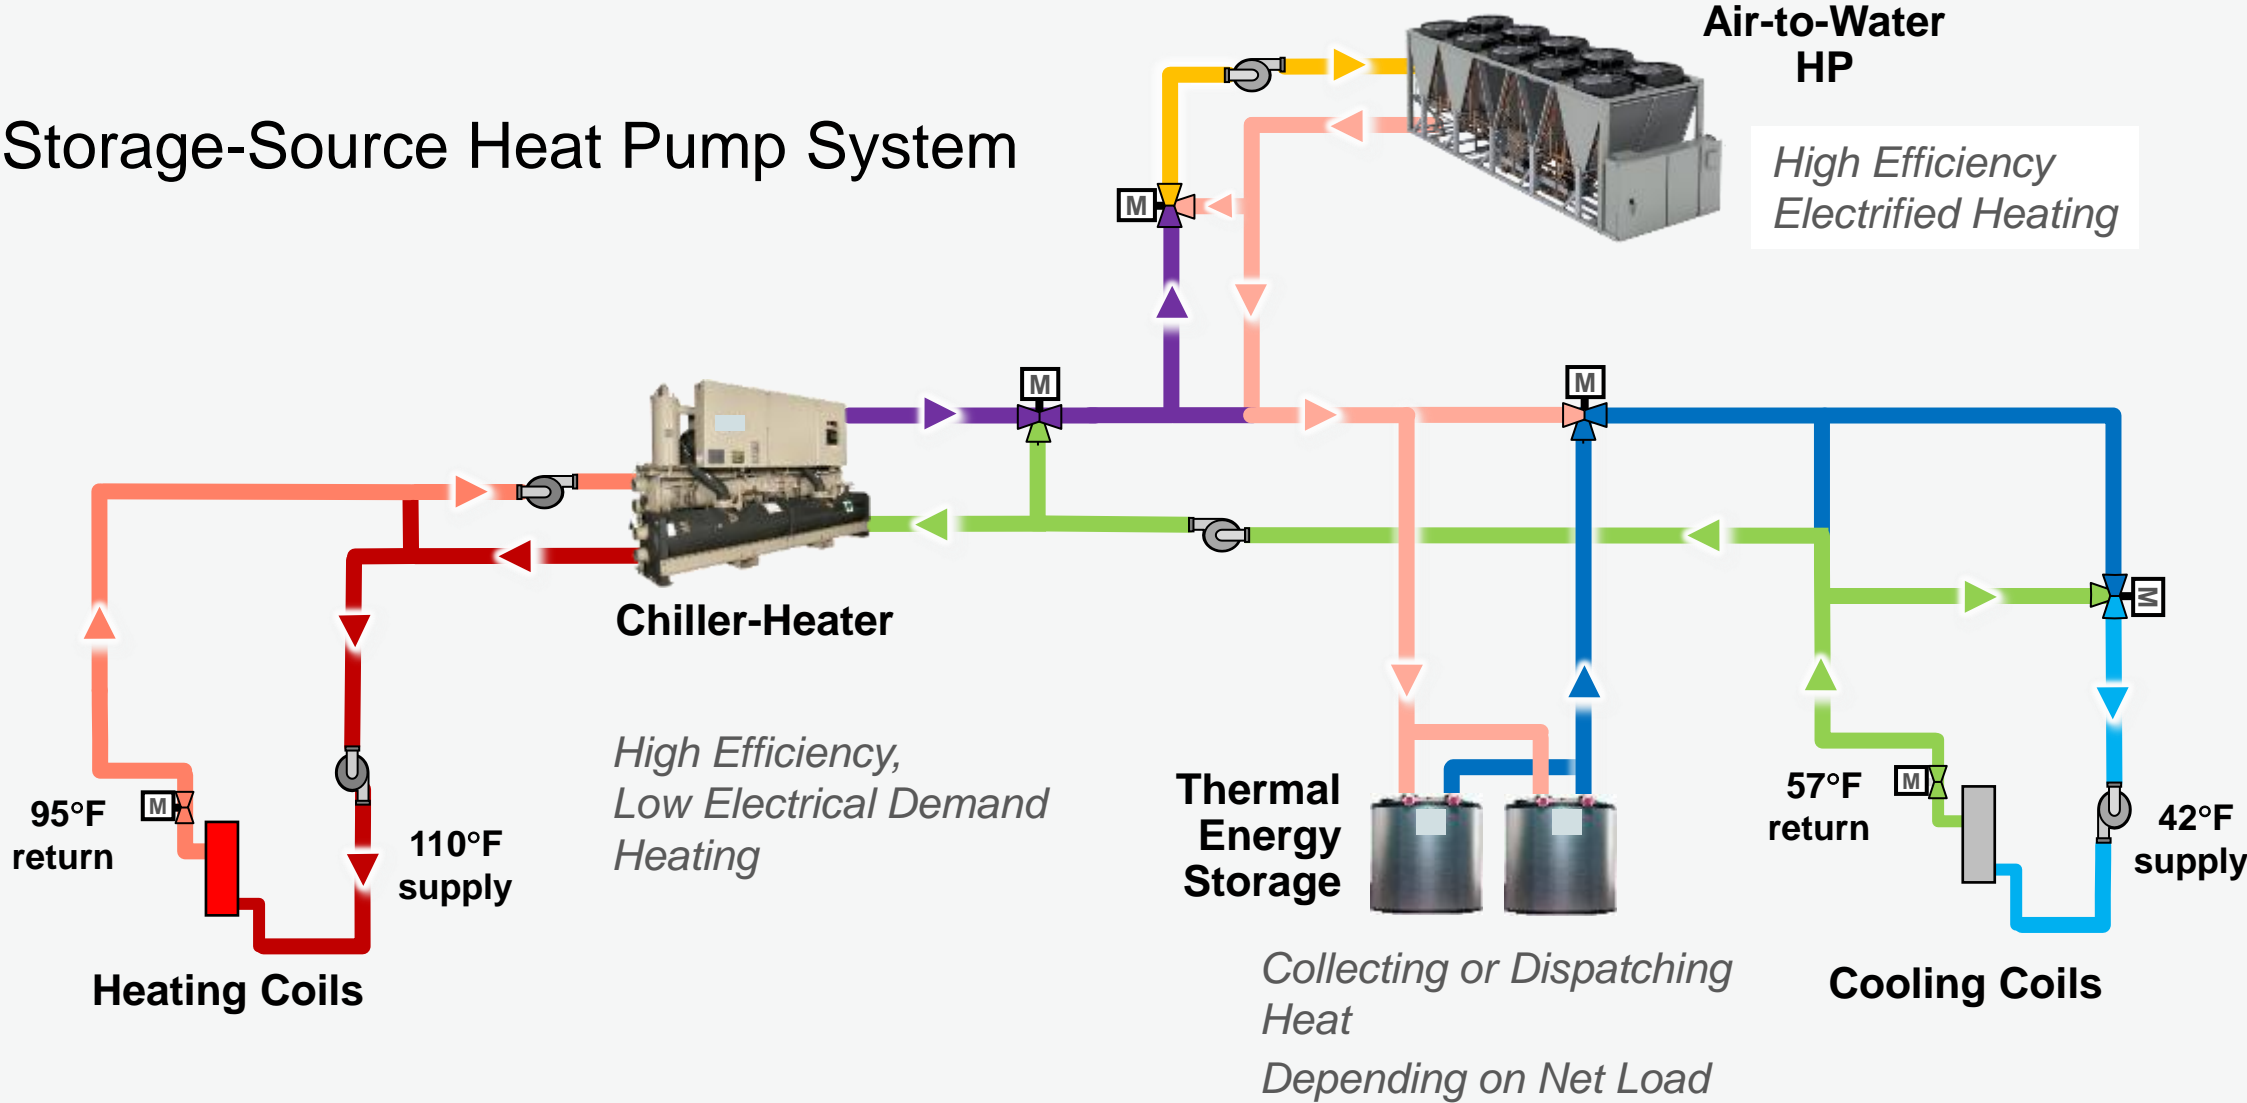 Air-to-Water
HP
Storage-Source Heat Pump System
High Efficiency
Electrified Heating
M
M
M
Chiller-Heater
M
High Efficiency,
Low Electrical Demand
Heating
95°F
return
M
110°F
supply
Thermal
Energy
Storage
57°F
return
M
42°F
supply
Heating Coils
Collecting or Dispatching
Heat
Depending on Net Load
Cooling Coils